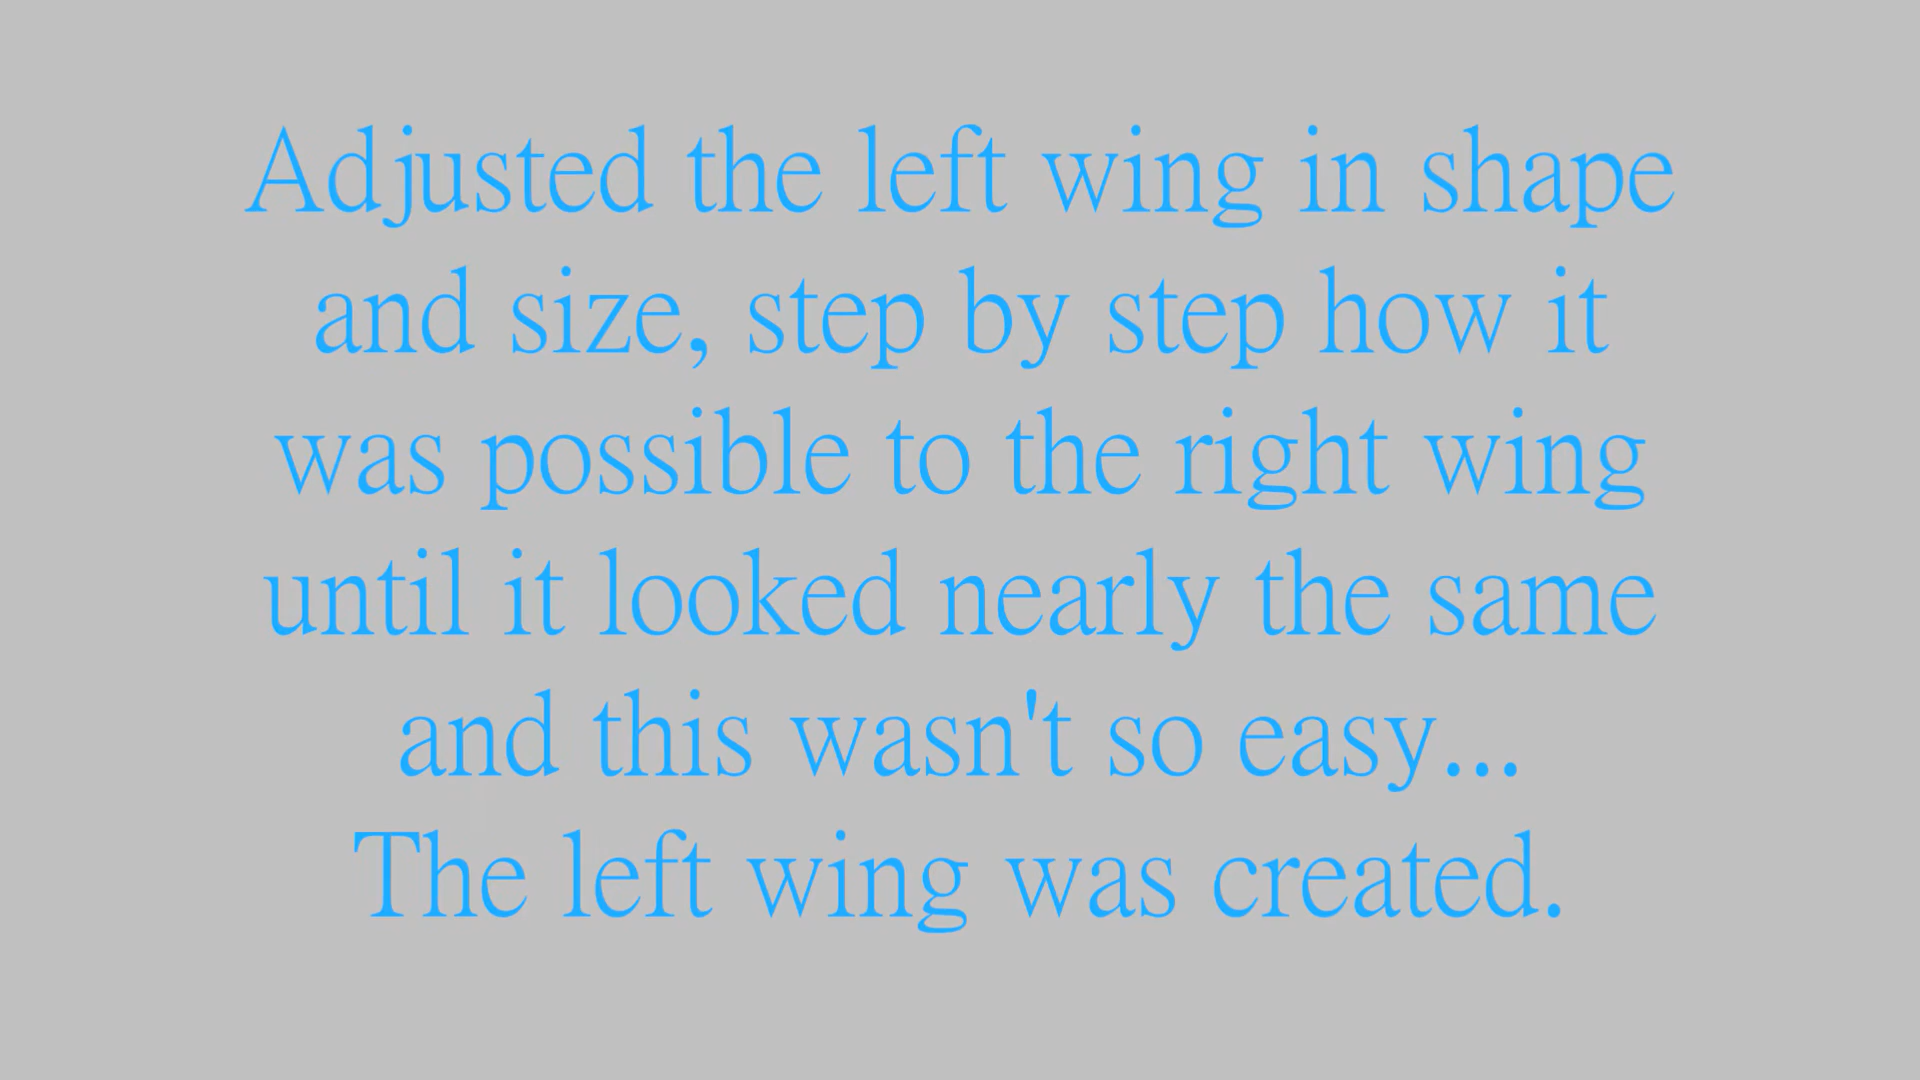 Adjusted the left wing in shape
and size, step by step how it
was possible to the right wing
until it looked nearly the same
and this wasn't so easy...
The left wing was created.